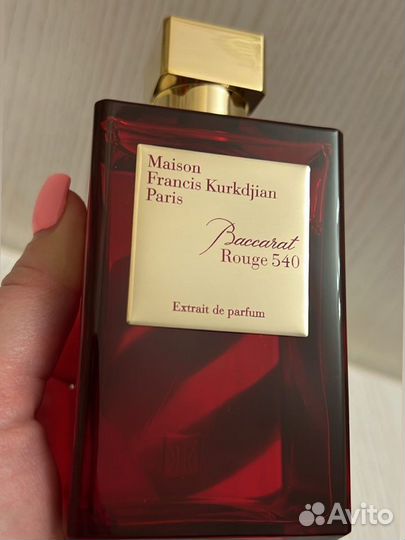 Maison
Francis Kurkdjian
Paris
Baccarat
Rouge 540
Extrait de parfum
Avito